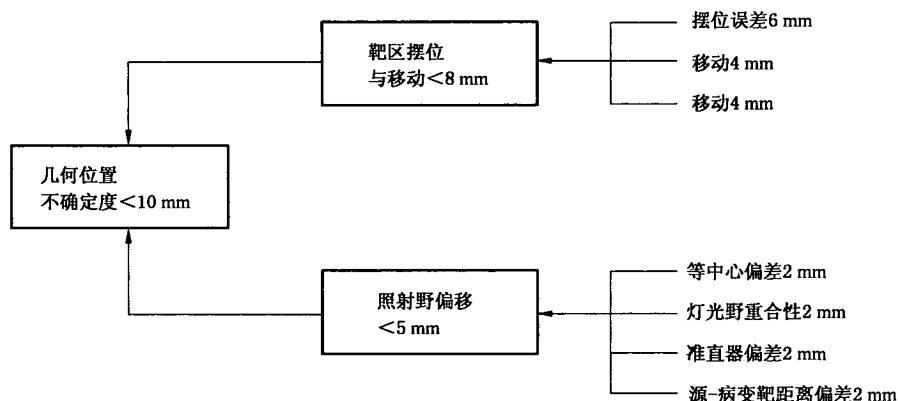 靶区摆位
与移动<8 mm
摆位误差6 mm
移动4 mm
移动4 mm
几何位置
不确定度<10 mm
照射野偏移
<5 mm
等中心偏差2 mm
灯光野重合性2 mm
准直器偏差2 mm
源-病变靶距离偏差2 mm